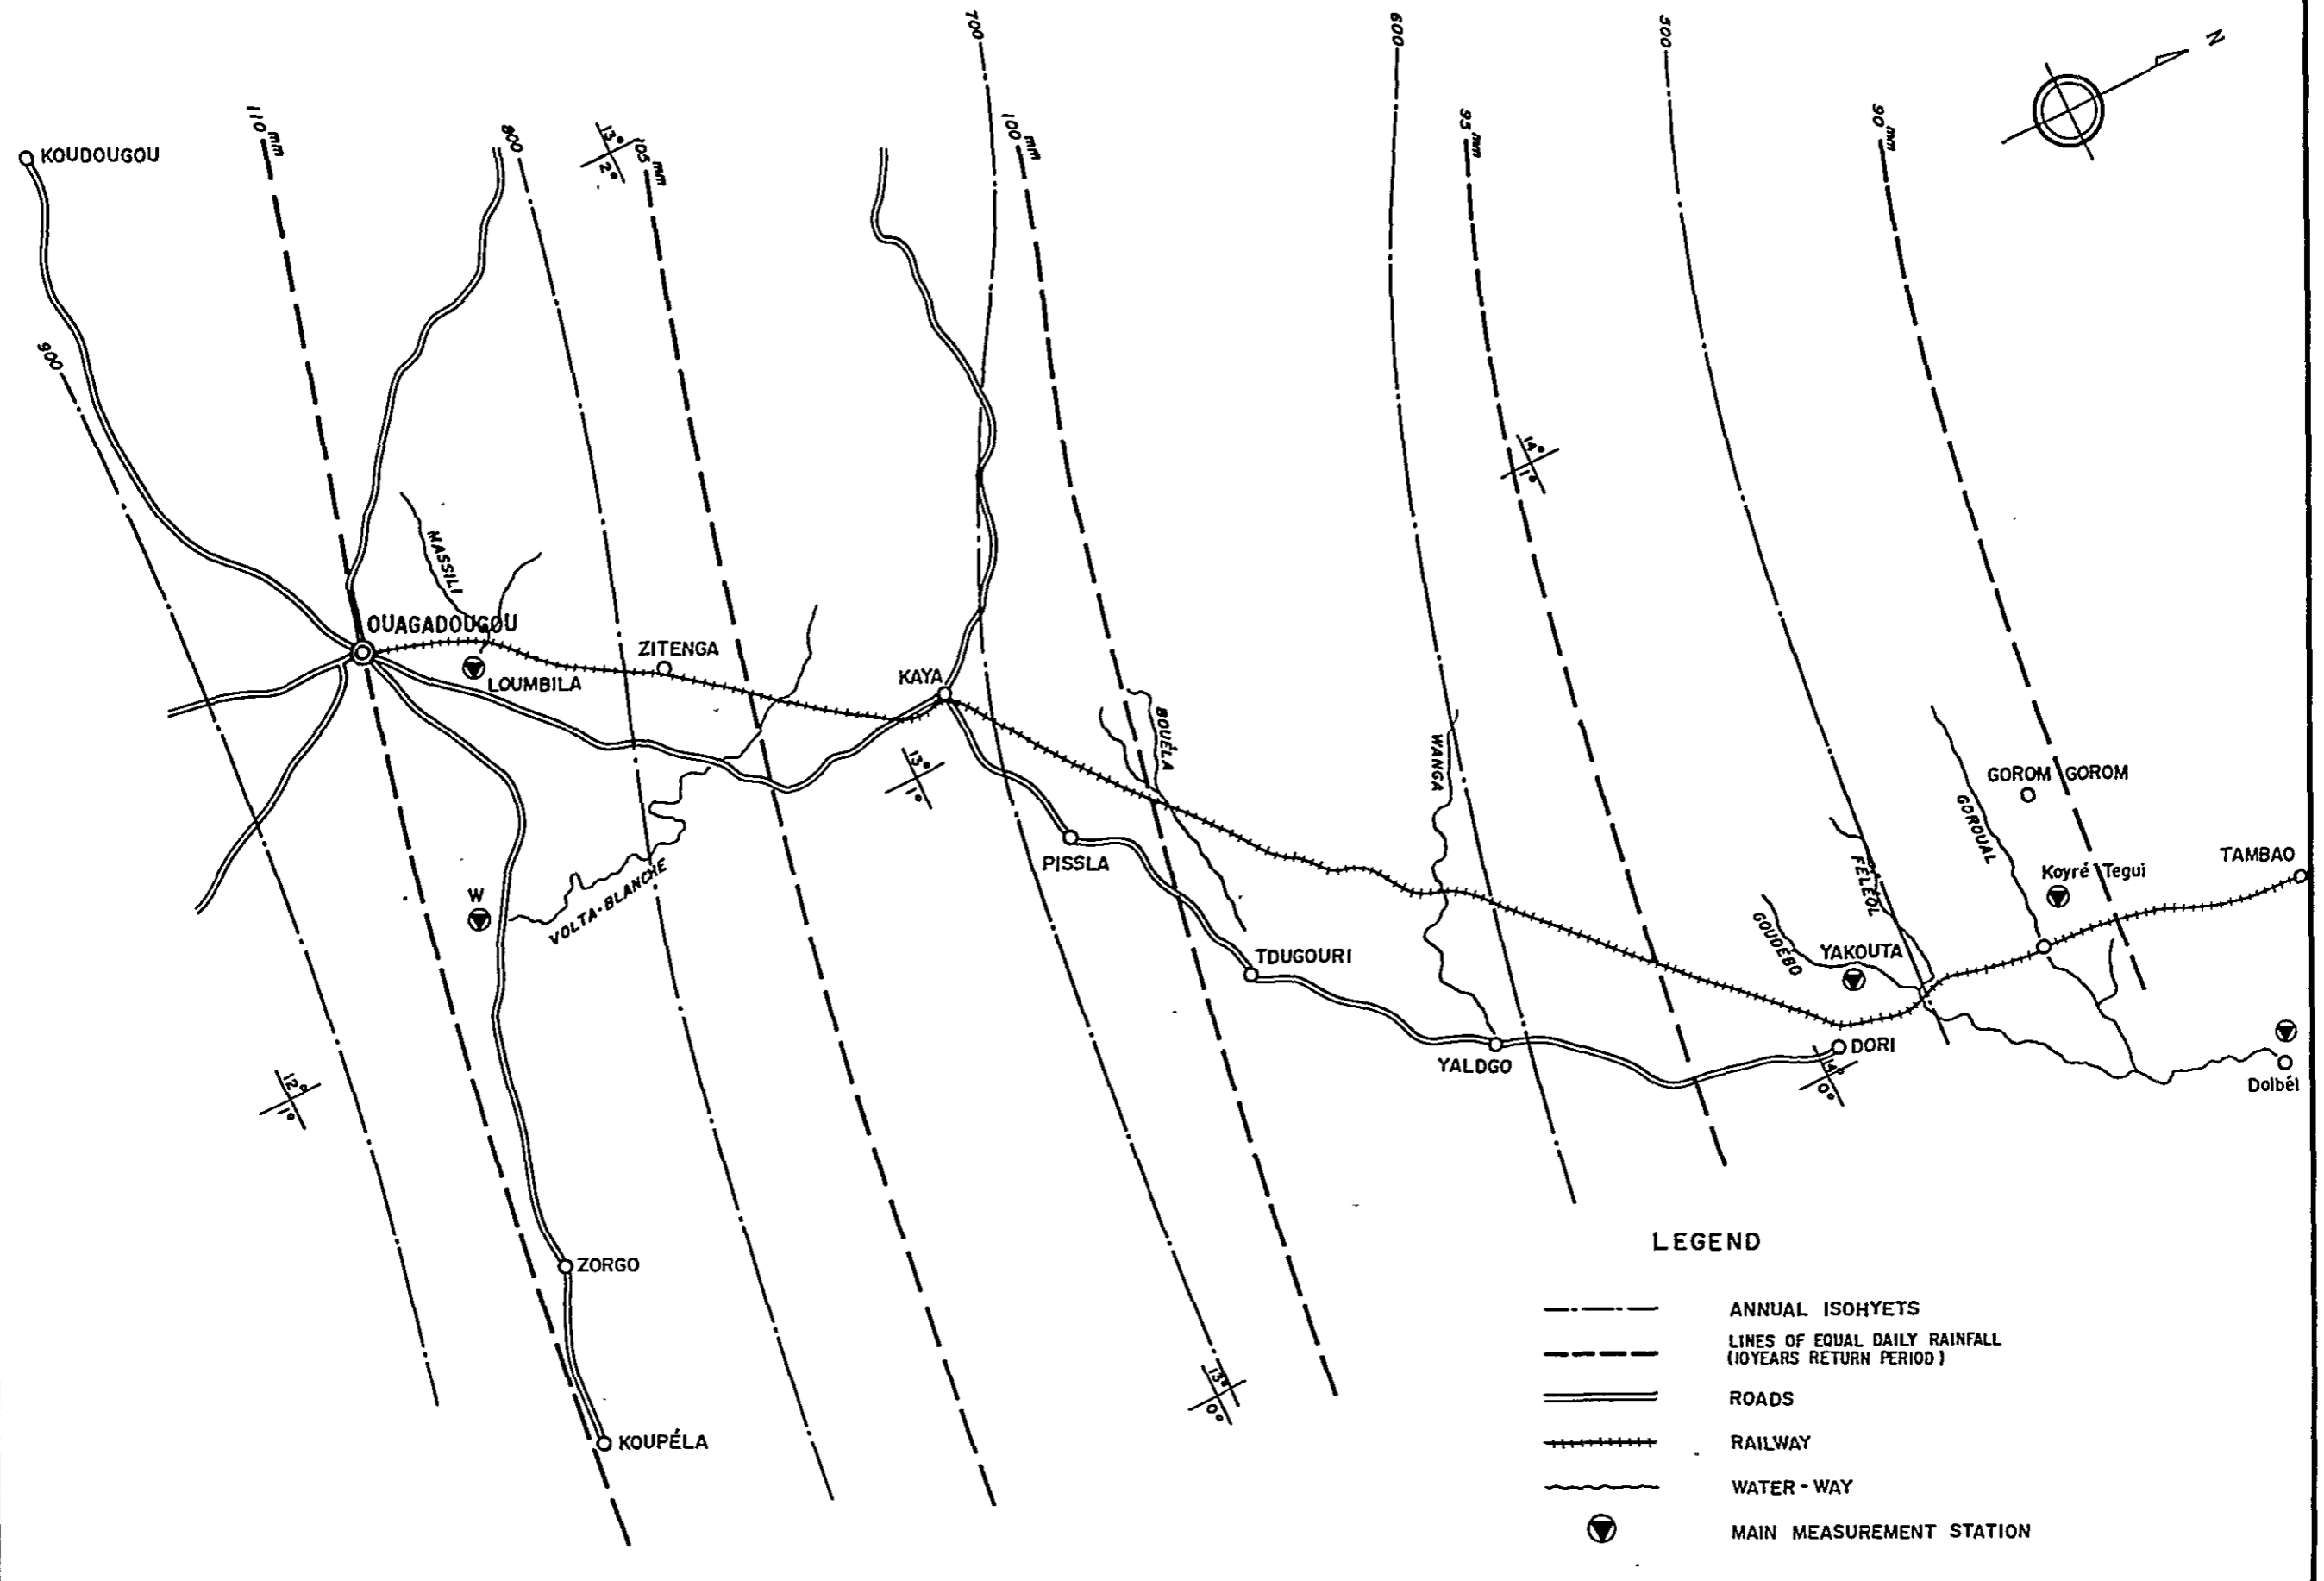 700
600
500
N
110 mm
800
13°
2°
105 mm
100 mm
95 mm
90 mm
KOUDOUGOU
900
14°
1°
MASSILI
OUAGADOUGOU
ZITENGA
LOUMBILA
KAYA
BOUÉLA
WANGA
13°
1°
GOROM GOROM
GOROUAL
PISSLA
TAMBAO
Koyré Tegui
FÉLÉOL
VOLTA-BLANCHE
W
GOUDÉBO
YAKOUTA
TDUGOURI
YALDGO
DORI
14°
0°
Dolbél
12°
1°
ZORGO
KOUPÉLA
13°
0°
LEGEND
ANNUAL ISOHYETS
LINES OF EQUAL DAILY RAINFALL
(10YEARS RETURN PERIOD)
ROADS
RAILWAY
WATER-WAY
MAIN MEASUREMENT STATION